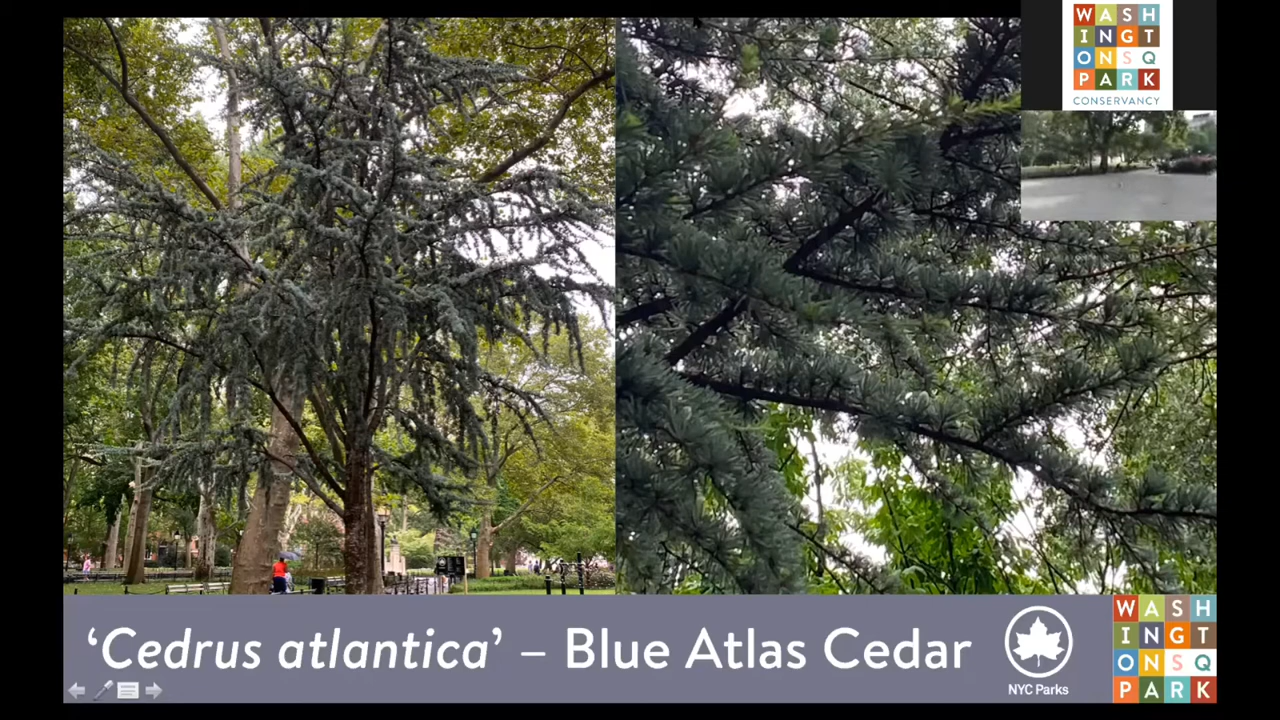 WASH
INGT
ONSQ
PARK
CONSERVANCY
‘Cedrus atlantica’ – Blue Atlas Cedar
NYC Parks
WASH
INGT
ONSQ
PARK